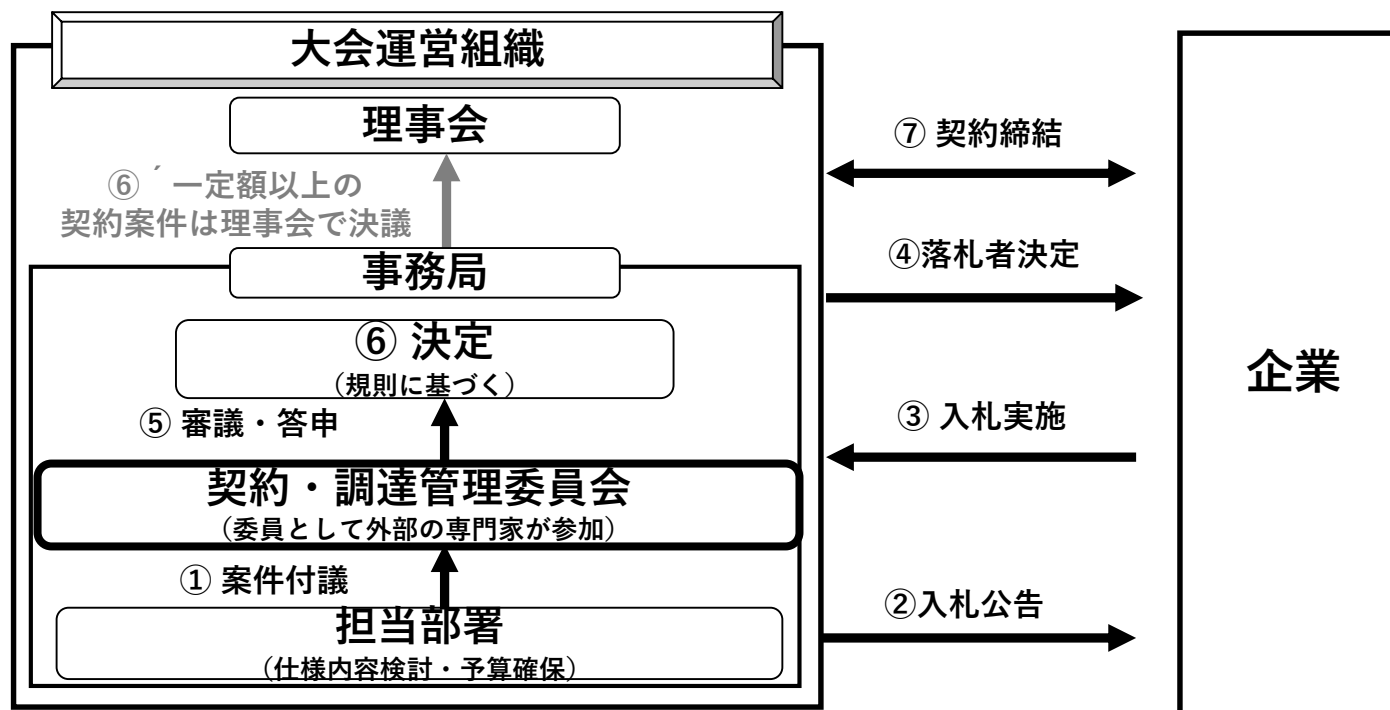 大会運営組織
理事会
⑥´一定額以上の
契約案件は理事会で決議
事務局
⑥ 決定
（規則に基づく）
⑤ 審議・答申
契約・調達管理委員会
（委員として外部の専門家が参加）
① 案件付議
担当部署
（仕様内容検討・予算確保）
⑦ 契約締結
④落札者決定
③ 入札実施
②入札公告
企業